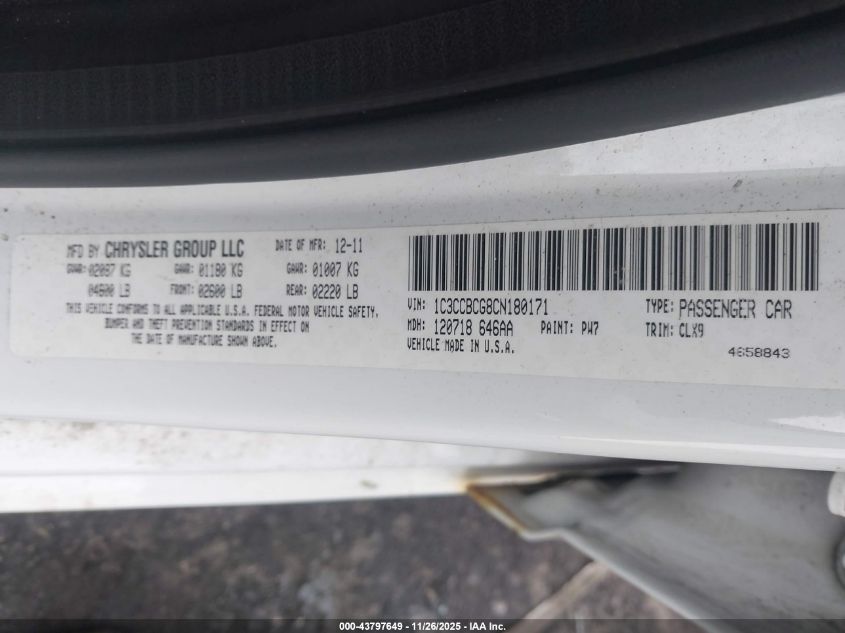 MFD BY CHRYSLER GROUP LLC DATE OF MFR: 12-11
GVWR: 02087 KG GAWR: 01180 KG GAWR: 01007 KG
04600 LB FRONT: 02600 LB REAR: 02220 LB
THIS VEHICLE CONFORMS TO ALL APPLICABLE U.S.A. FEDERAL MOTOR VEHICLE SAFETY,
BUMPER AND THEFT PREVENTION STANDARDS IN EFFECT ON
THE DATE OF MANUFACTURE SHOWN ABOVE.
VIN: 1C3CCBCG8CN180171 TYPE: PASSENGER CAR
MDH: 120718 646AA PAINT: PW7 TRIM: CLX9
VEHICLE MADE IN U.S.A.
4658843
000-43797649 - 11/26/2025 - IAA Inc.